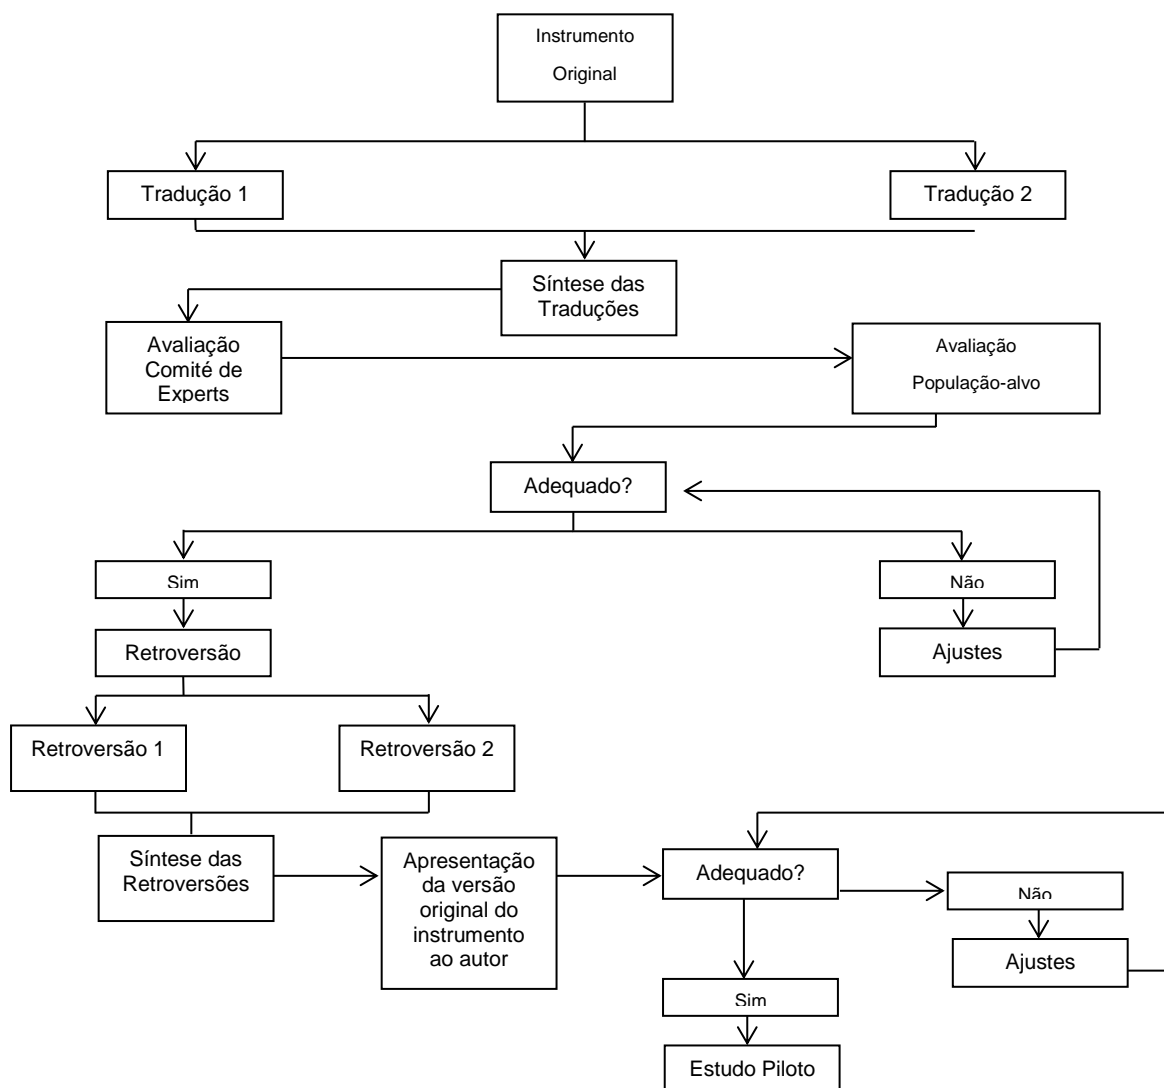 Instrumento
Original
Tradução 1
Tradução 2
Síntese das
Traduções
Avaliação
Comité de
Experts
Avaliação
População-alvo
Adequado?
Sim
Não
Retroversão
Ajustes
Retroversão 1
Retroversão 2
Síntese das
Retroversões
Apresentação
da versão
original do
instrumento
ao autor
Adequado?
Não
Ajustes
Sim
Estudo Piloto